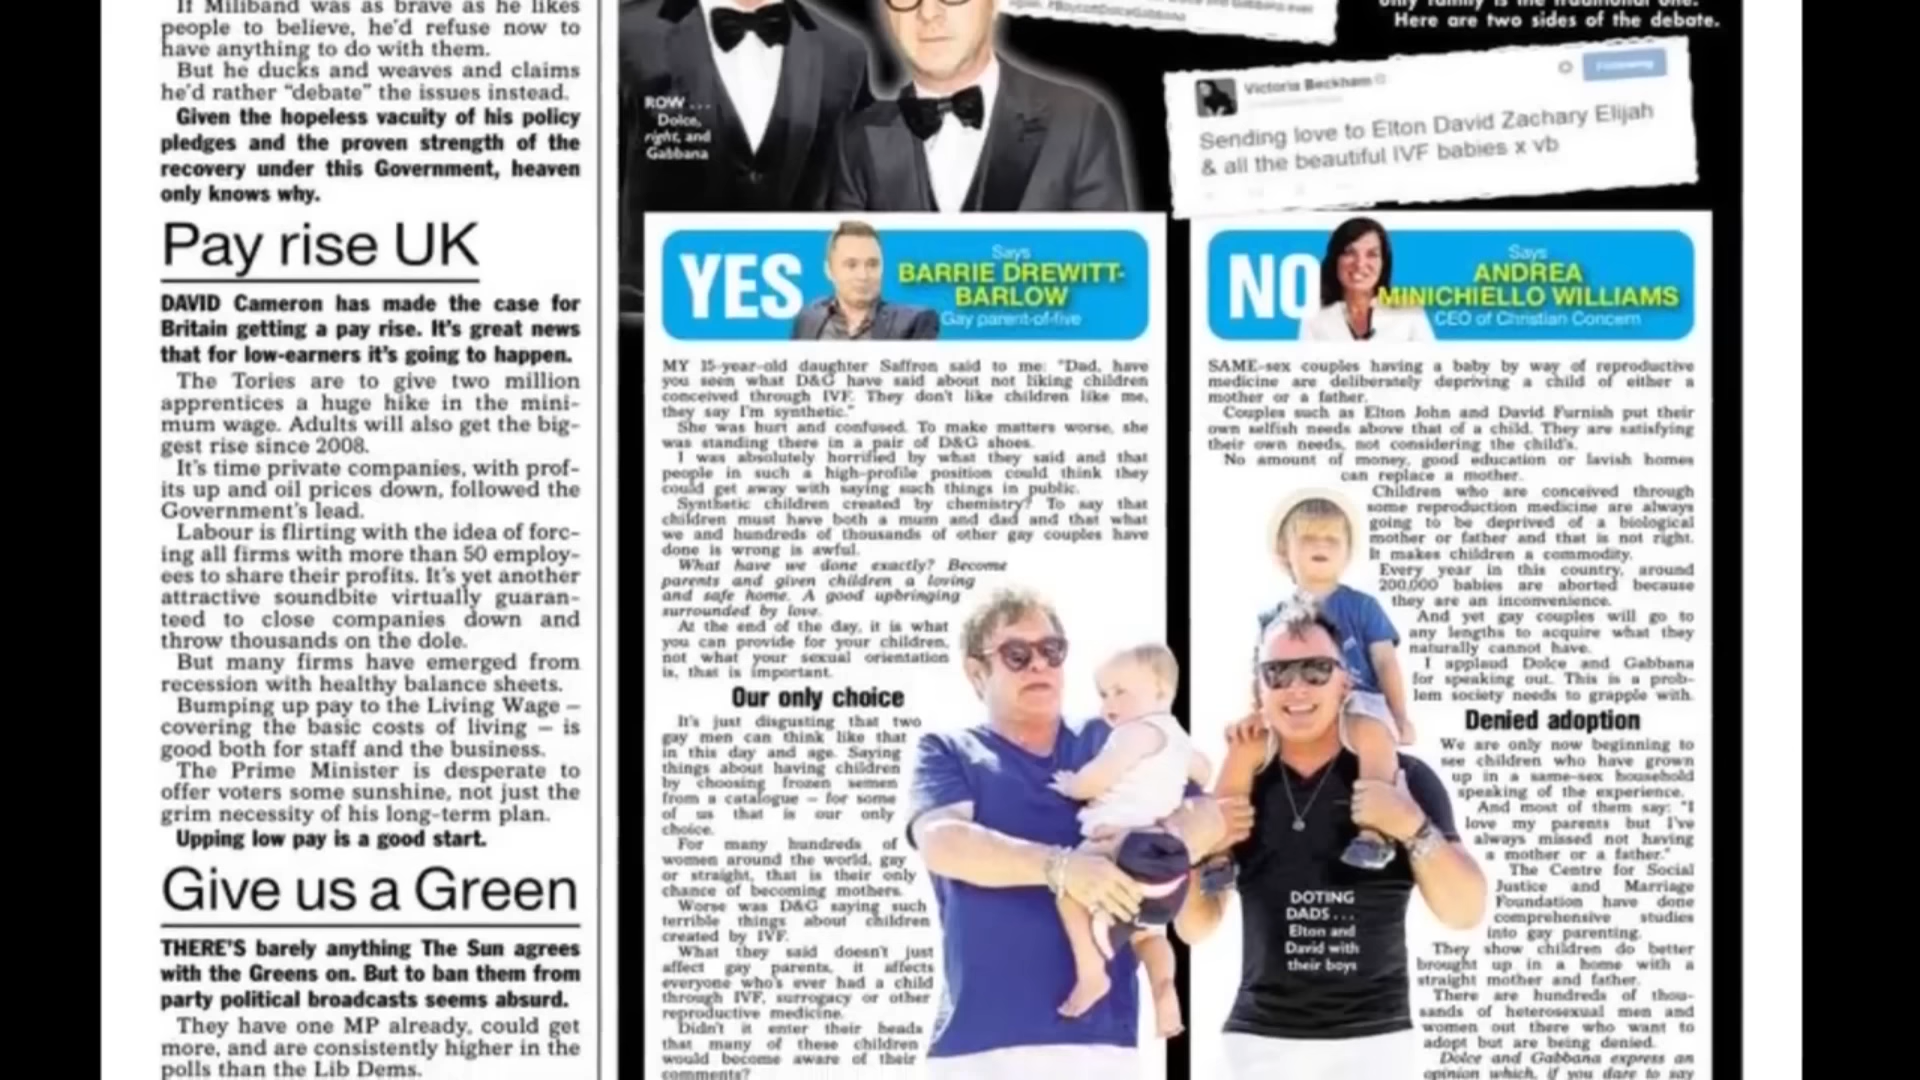 If Miliband was as brave as he likes
people to believe, he'd refuse now to
have anything to do with them.
But he ducks and weaves and claims
he'd rather "debate" the issues instead.
Given the hopeless vacuity of his policy
pledges and the proven strength of the
recovery under this Government, heaven
only knows why.
Pay rise UK
DAVID Cameron has made the case for
Britain getting a pay rise. It's great news
that for low-earners it's going to happen.
The Tories are to give two million
apprentices a huge hike in the mini-
mum wage. Adults will also get the big-
gest rise since 2008.
It's time private companies, with prof-
its up and oil prices down, followed the
Government's lead.
Labour is flirting with the idea of forc-
ing all firms with more than 50 employ-
ees to share their profits. It's yet another
attractive soundbite virtually guaran-
teed to close companies down and
throw thousands on the dole.
But many firms have emerged from
recession with healthy balance sheets.
Bumping up pay to the Living Wage –
covering the basic costs of living – is
good both for staff and the business.
The Prime Minister is desperate to
offer voters some sunshine, not just the
grim necessity of his long-term plan.
Upping low pay is a good start.
Give us a Green
THERE'S barely anything The Sun agrees
with the Greens on. But to ban them from
party political broadcasts seems absurd.
They have one MP already, could get
more, and are consistently higher in the
polls than the Lib Dems.
ROW ...
Dolce,
right, and
Gabbana
#BoycottDolceGabbana
only family is the traditional one.
Here are two sides of the debate.
Victoria Beckham
Following
Sending love to Elton David Zachary Elijah
& all the beautiful IVF babies x vb
YES
Says
BARRIE DREWITT-
BARLOW
Gay parent-of-five
MY 15-year-old daughter Saffron said to me: "Dad, have
you seen what D&G have said about not liking children
conceived through IVF. They don't like children like me,
they say I'm synthetic."
She was hurt and confused. To make matters worse, she
was standing there in a pair of D&G shoes.
I was absolutely horrified by what they said and that
people in such a high-profile position could think they
could get away with saying such things in public.
Synthetic children created by chemistry? To say that
children must have both a mum and dad and that what
we and hundreds of thousands of other gay couples have
done is wrong is awful.
What have we done exactly? Become
parents and given children a loving
and safe home. A good upbringing
surrounded by love.
At the end of the day, it is what
you can provide for your children,
not what your sexual orientation
is, that is important.
Our only choice
It's just disgusting that two
gay men can think like that
in this day and age. Saying
things about having children
by choosing frozen semen
from a catalogue – for some
of us that is our only
choice.
For many hundreds of
women around the world, gay
or straight, that is their only
chance of becoming mothers.
Worse was D&G saying such
terrible things about children
created by IVF.
What they said doesn't just
affect gay parents, it affects
everyone who's ever had a child
through IVF, surrogacy or other
reproductive medicine.
Didn't it enter their heads
that many of these children
would become aware of their
comments?
NO
Says
ANDREA
MINICHIELLO WILLIAMS
CEO of Christian Concern
SAME-sex couples having a baby by way of reproductive
medicine are deliberately depriving a child of either a
mother or a father.
Couples such as Elton John and David Furnish put their
own selfish needs above that of a child. They are satisfying
their own needs, not considering the child's.
No amount of money, good education or lavish homes
can replace a mother.
Children who are conceived through
some reproduction medicine are always
going to be deprived of a biological
mother or father and that is not right.
It makes children a commodity.
Every year in this country, around
200,000 babies are aborted because
they are an inconvenience.
And yet gay couples will go to
any lengths to acquire what they
naturally cannot have.
I applaud Dolce and Gabbana
for speaking out. This is a prob-
lem society needs to grapple with.
Denied adoption
We are only now beginning to
see children who have grown
up in a same-sex household
speaking of the experience.
And most of them say: "I
love my parents but I've
always missed not having
a mother or a father."
The Centre for Social
Justice and Marriage
Foundation have done
comprehensive studies
into gay parenting.
They show children do better
brought up in a home with a
straight mother and father.
There are hundreds of thou-
sands of heterosexual men and
women out there who want to
adopt but are being denied.
Dolce and Gabbana express an
opinion which, if you dare to say
DOTING
DADS ...
Elton and
David with
their boys